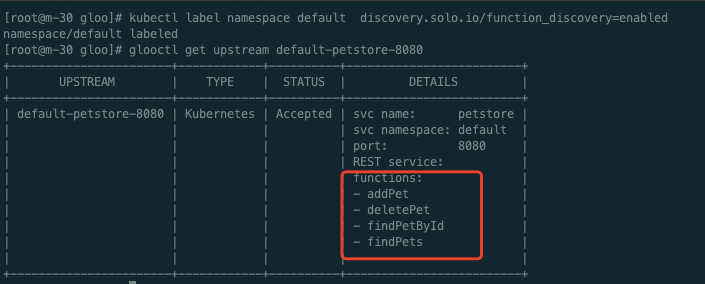 [root@m-30 gloo]# kubectl label namespace default  discovery.solo.io/function_discovery=enabled
namespace/default labeled
[root@m-30 gloo]# glooctl get upstream default-petstore-8080
+-----------------------+------------+----------+-------------------------+
|       UPSTREAM        |    TYPE    |  STATUS  |         DETAILS         |
+-----------------------+------------+----------+-------------------------+
| default-petstore-8080 | Kubernetes | Accepted | svc name:      petstore |
|                       |            |          | svc namespace: default  |
|                       |            |          | port:          8080     |
|                       |            |          | REST service:           |
|                       |            |          | functions:              |
|                       |            |          | - addPet                |
|                       |            |          | - deletePet             |
|                       |            |          | - findPetById           |
|                       |            |          | - findPets              |
|                       |            |          |                         |
+-----------------------+------------+----------+-------------------------+